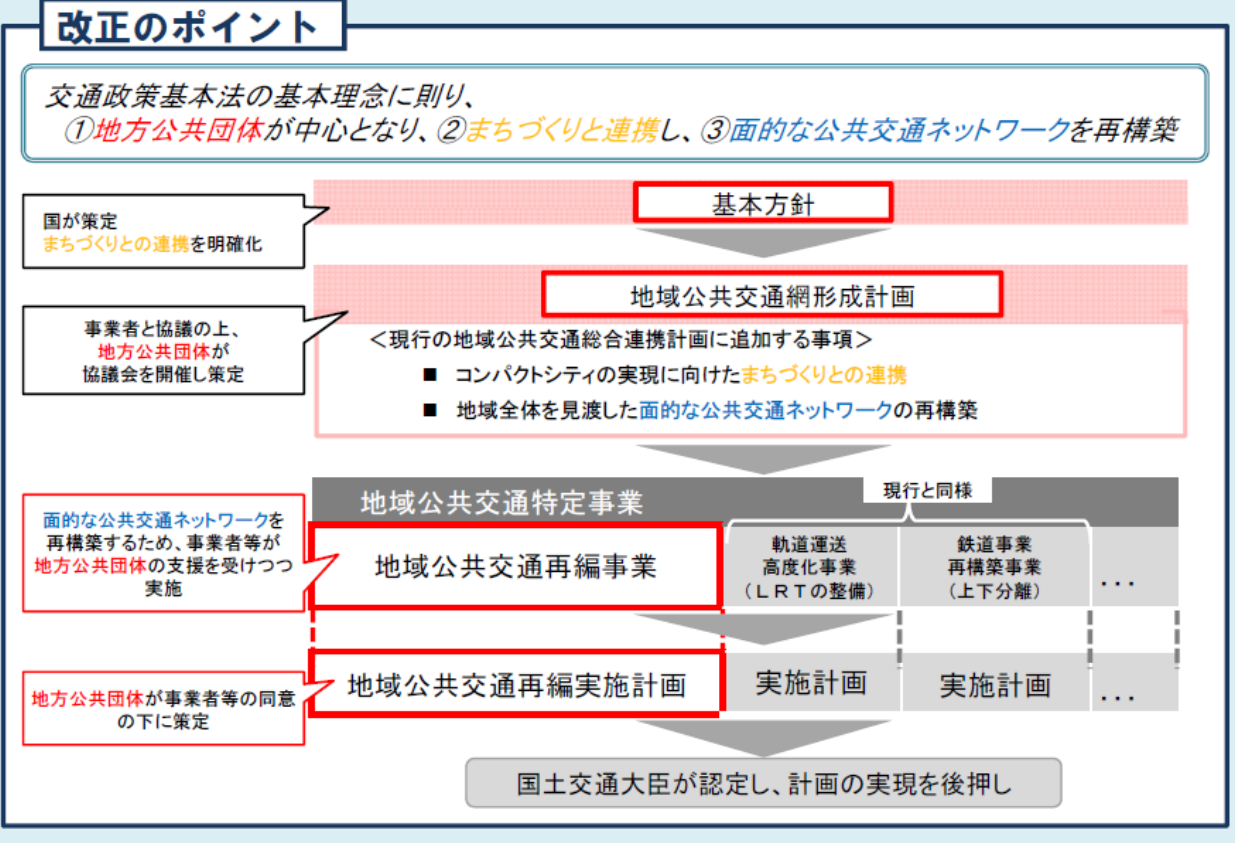 改正のポイント
交通政策基本法の基本理念に則り、
①地方公共団体が中心となり、②まちづくりと連携し、③面的な公共交通ネットワークを再構築
国が策定
まちづくりとの連携を明確化
基本方針
事業者と協議の上、
地方公共団体が
協議会を開催し策定
地域公共交通網形成計画
<現行の地域公共交通総合連携計画に追加する事項>
■ コンパクトシティの実現に向けたまちづくりとの連携
■ 地域全体を見渡した面的な公共交通ネットワークの再構築
地域公共交通特定事業
現行と同様
面的な公共交通ネットワークを
再構築するため、事業者等が
地方公共団体の支援を受けつつ
実施
地域公共交通再編事業
軌道運送
高度化事業
(LRTの整備)
鉄道事業
再構築事業
(上下分離)
...
地方公共団体が事業者等の同意
の下に策定
地域公共交通再編実施計画
実施計画
実施計画
...
国土交通大臣が認定し、計画の実現を後押し